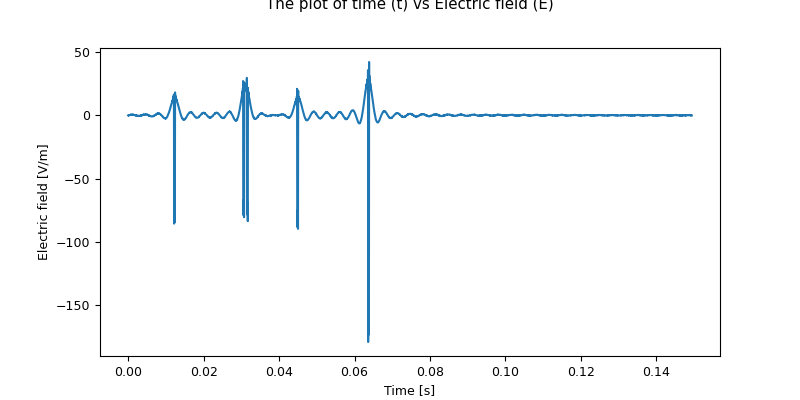 The plot of time (t) vs Electric field (E)
50
0
−50
−100
−150
Electric field [V/m]
0.00 0.02 0.04 0.06 0.08 0.10 0.12 0.14
Time [s]